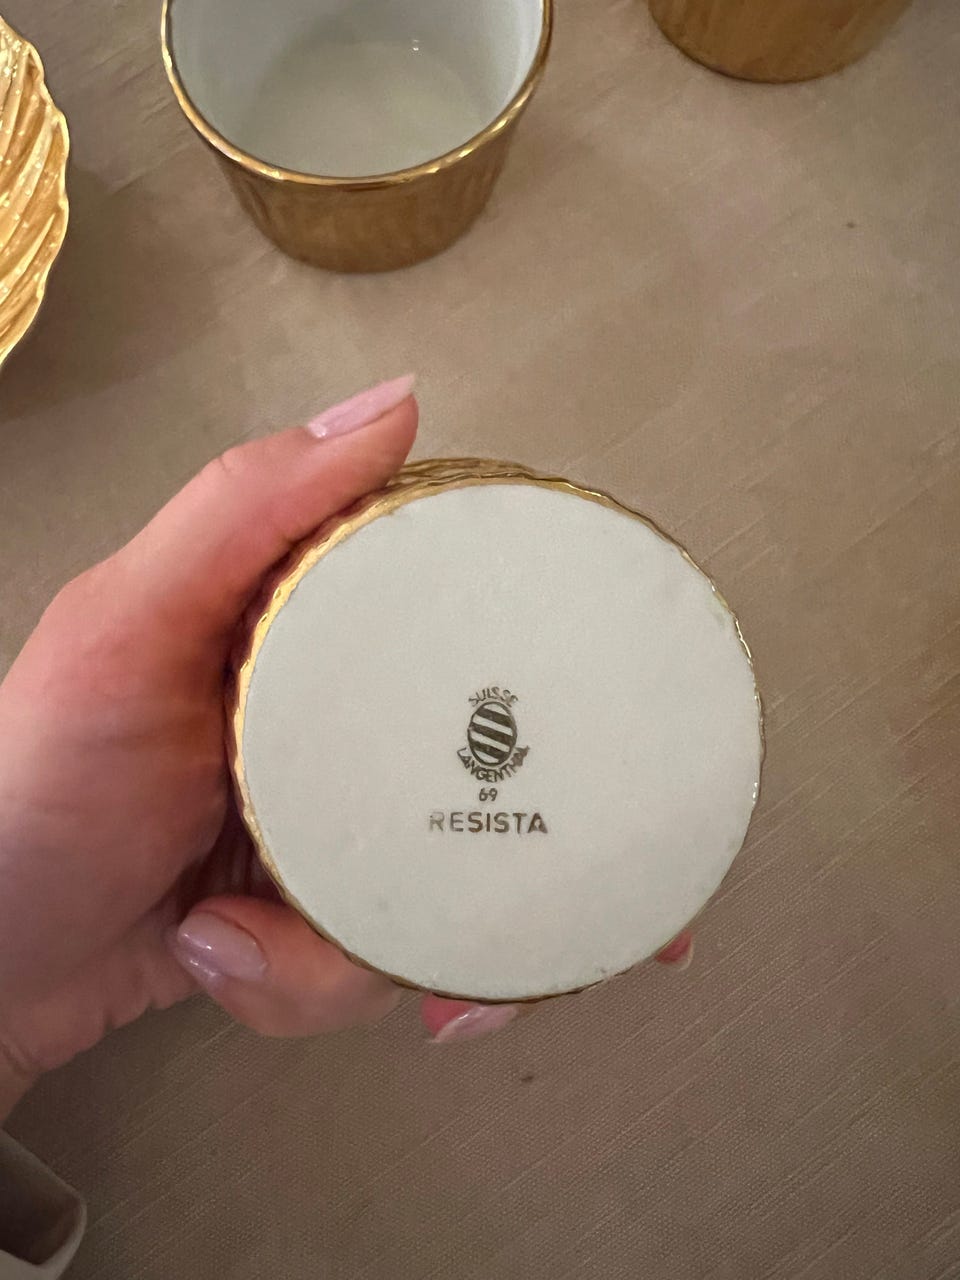 SUISSE
LANGENTHAL
69
RESISTA